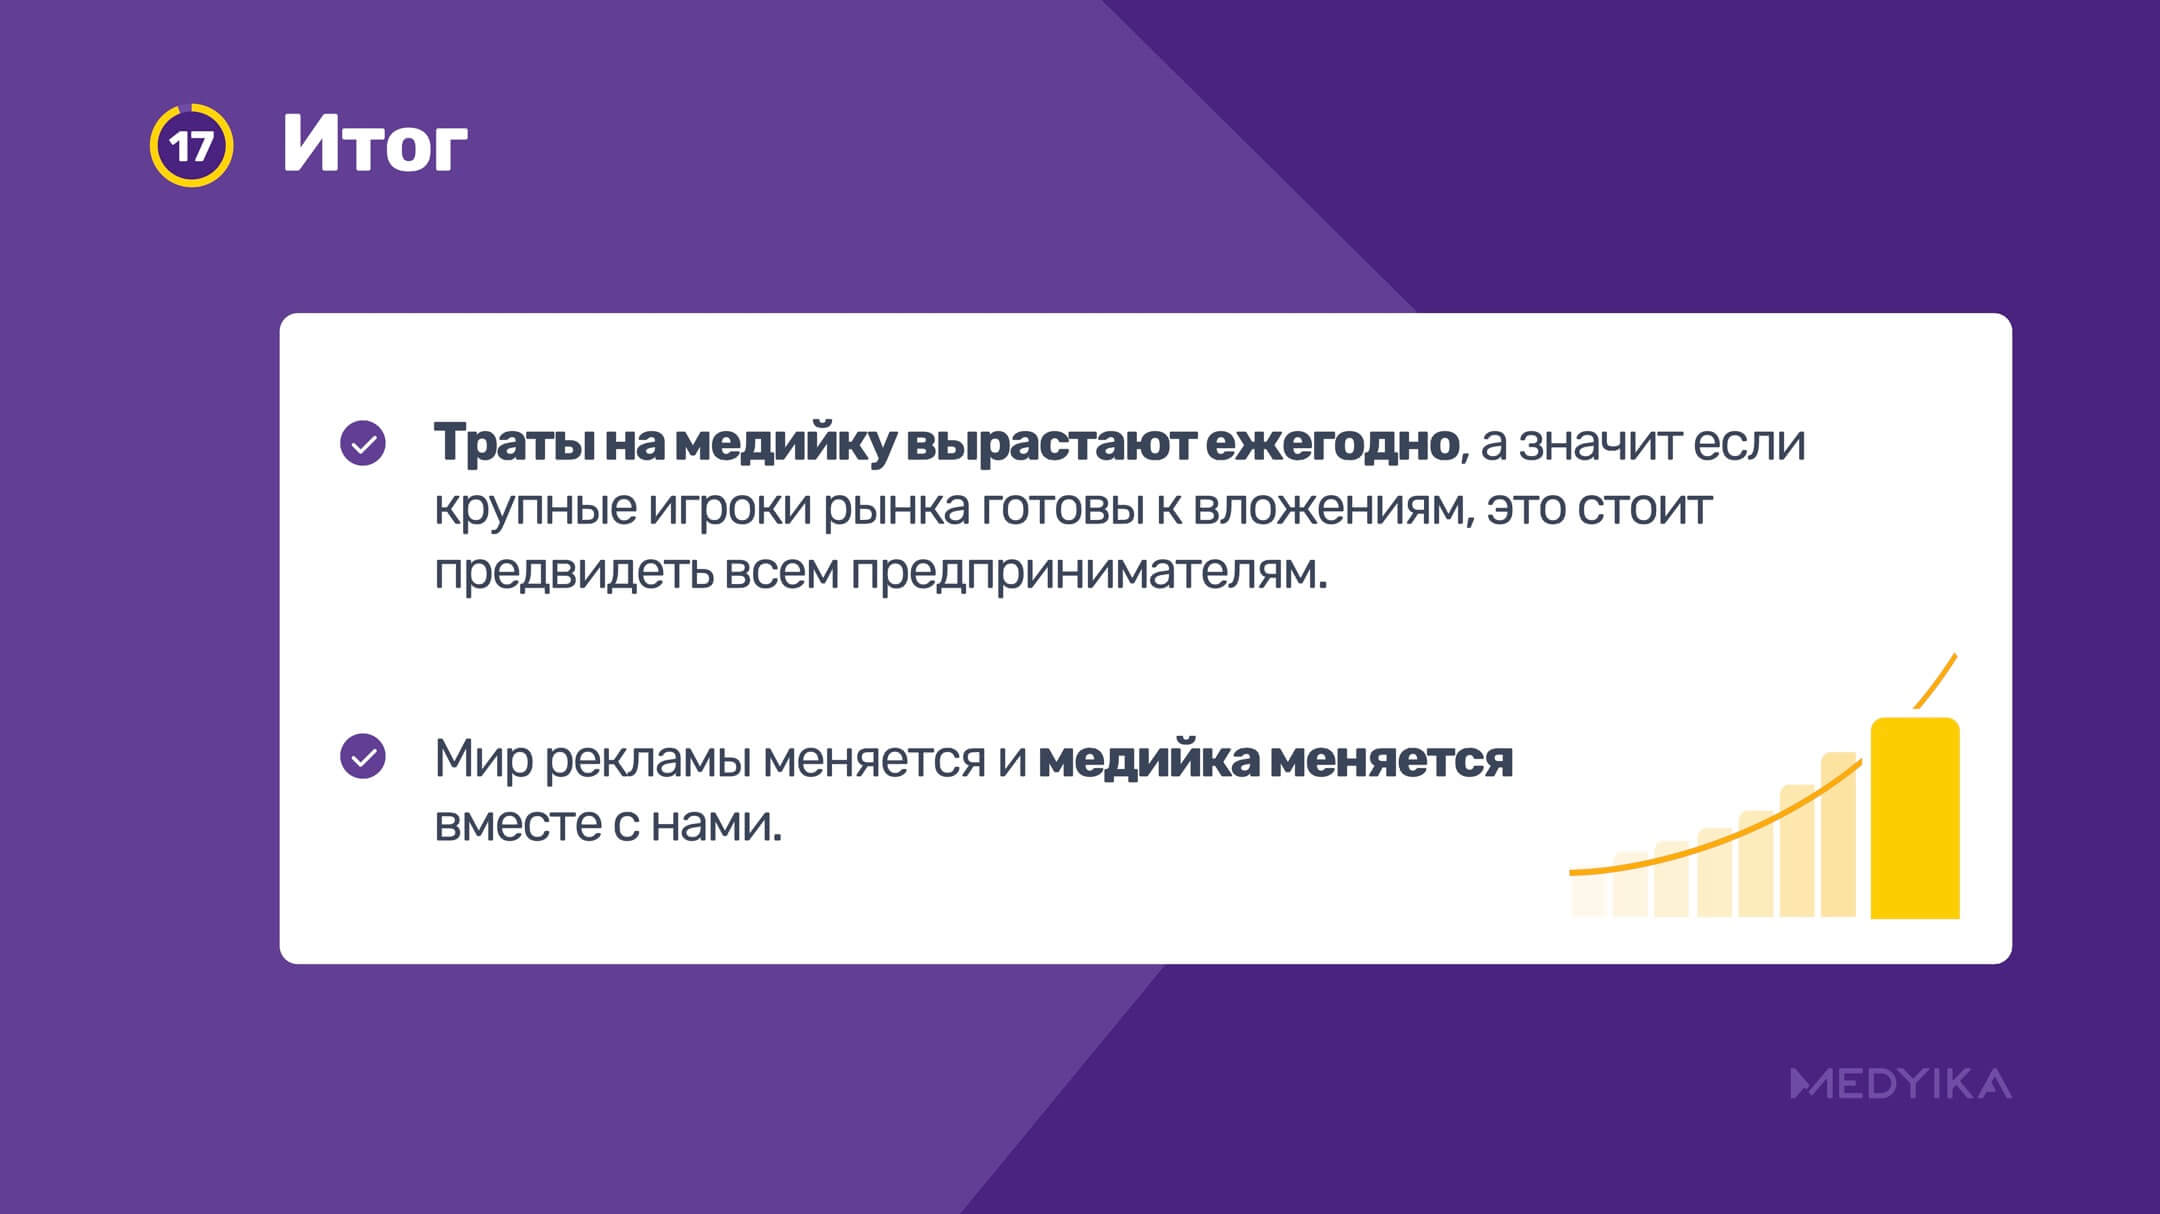 17
Итог
Траты на медийку вырастают ежегодно, а значит если
крупные игроки рынка готовы к вложениям, это стоит
предвидеть всем предпринимателям.
Мир рекламы меняется и медийка меняется
вместе с нами.
MEDYIKA